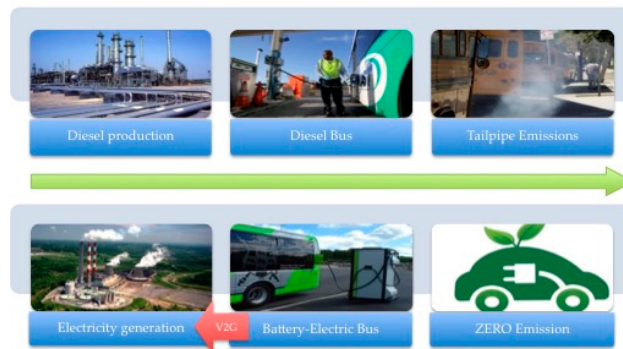 Diesel production
Diesel Bus
Tailpipe Emissions
Electricity generation
V2G
Battery-Electric Bus
ZERO Emission